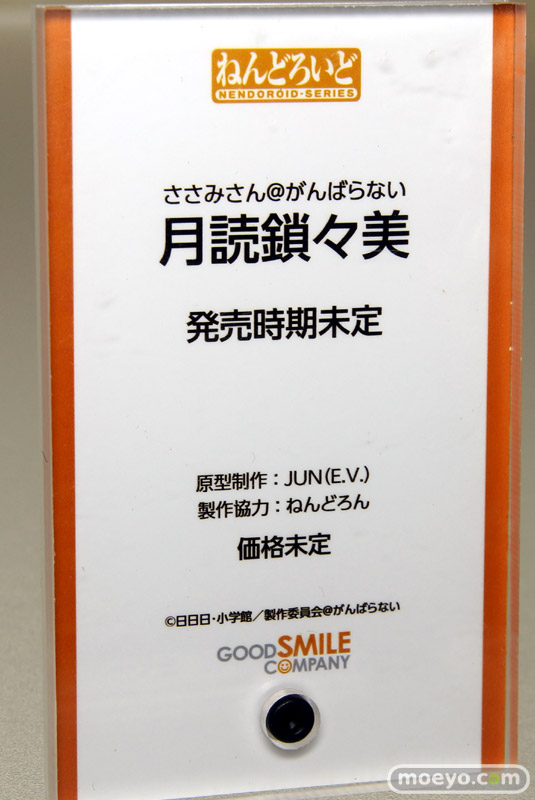 ねんどろいど
NENDOROID-SERIES
ささみさん@がんばらない
月読鎖々美
発売時期未定
原型制作：JUN(E.V.)
製作協力：ねんどろん
価格未定
©日日日・小学館／製作委員会@がんばらない
GOOD SMILE
COMPANY
moeyo.com